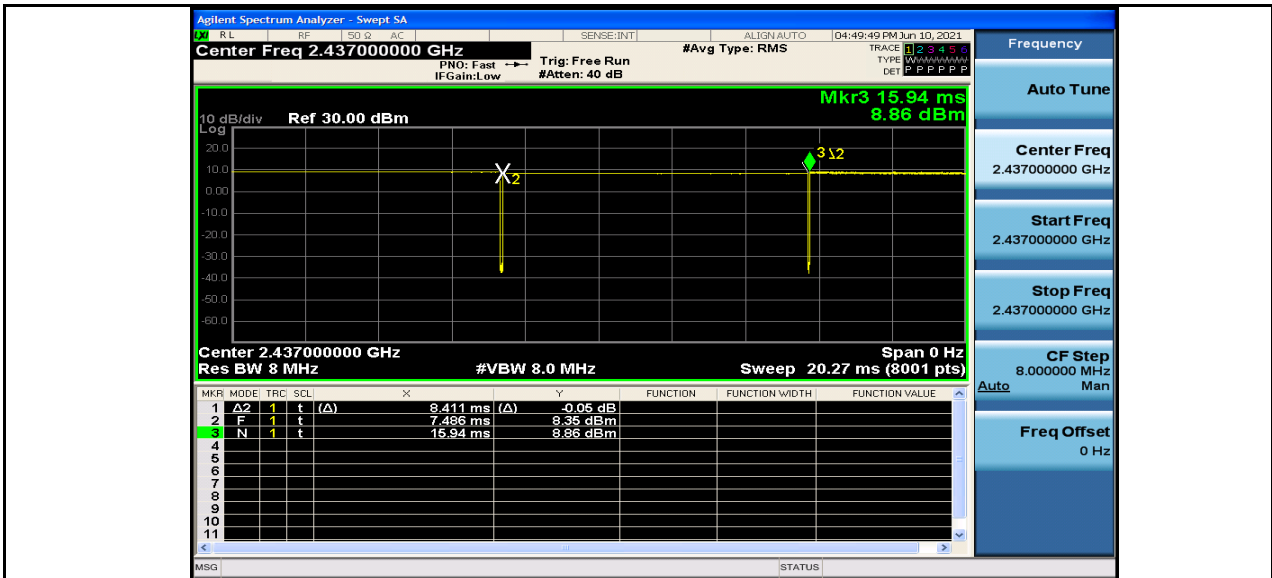 Agilent Spectrum Analyzer - Swept SA
LXI RL RF 50 Ω AC SENSE:INT ALIGN AUTO 04:49:49 PM Jun 10, 2021
Center Freq 2.437000000 GHz #Avg Type: RMS TRACE 1 2 3 4 5 6
PNO: Fast Trig: Free Run TYPE
IFGain:Low #Atten: 40 dB DET P P P P P P
Mkr3 15.94 ms
10 dB/div Ref 30.00 dBm 8.86 dBm
Log
20.0
3 Δ2
10.0
2
0.00
-10.0
-20.0
-30.0
-40.0
-50.0
-60.0
Center 2.437000000 GHz Span 0 Hz
Res BW 8 MHz #VBW 8.0 MHz Sweep 20.27 ms (8001 pts)
MKR MODE TRC SCL X Y FUNCTION FUNCTION WIDTH FUNCTION VALUE
1 Δ2 1 t (Δ) 8.411 ms (Δ) -0.05 dB
2 F 1 t 7.486 ms 8.35 dBm
3 N 1 t 15.94 ms 8.86 dBm
4
5
6
7
8
9
10
11
MSG STATUS
Frequency
Auto Tune
Center Freq
2.437000000 GHz
Start Freq
2.437000000 GHz
Stop Freq
2.437000000 GHz
CF Step
8.000000 MHz
Auto Man
Freq Offset
0 Hz